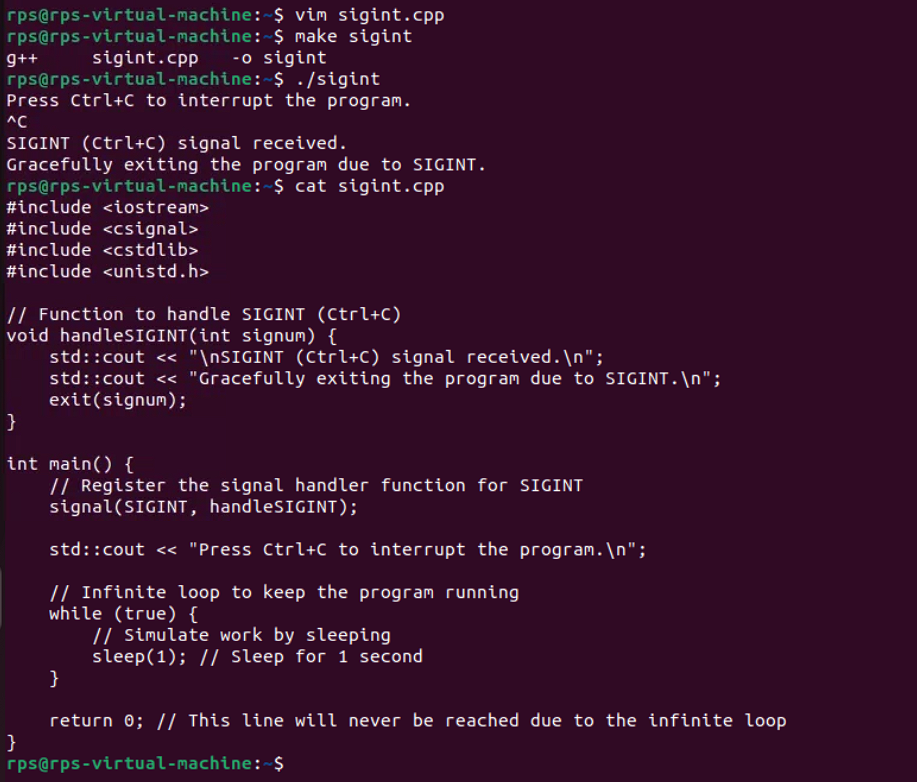 rps@rps-virtual-machine:~$ vim sigint.cpp
rps@rps-virtual-machine:~$ make sigint
g++     sigint.cpp   -o sigint
rps@rps-virtual-machine:~$ ./sigint
Press Ctrl+C to interrupt the program.
^C
SIGINT (Ctrl+C) signal received.
Gracefully exiting the program due to SIGINT.
rps@rps-virtual-machine:~$ cat sigint.cpp
#include <iostream>
#include <csignal>
#include <cstdlib>
#include <unistd.h>

// Function to handle SIGINT (Ctrl+C)
void handleSIGINT(int signum) {
    std::cout << "\nSIGINT (Ctrl+C) signal received.\n";
    std::cout << "Gracefully exiting the program due to SIGINT.\n";
    exit(signum);
}

int main() {
    // Register the signal handler function for SIGINT
    signal(SIGINT, handleSIGINT);

    std::cout << "Press Ctrl+C to interrupt the program.\n";

    // Infinite loop to keep the program running
    while (true) {
        // Simulate work by sleeping
        sleep(1); // Sleep for 1 second
    }

    return 0; // This line will never be reached due to the infinite loop
}
rps@rps-virtual-machine:~$